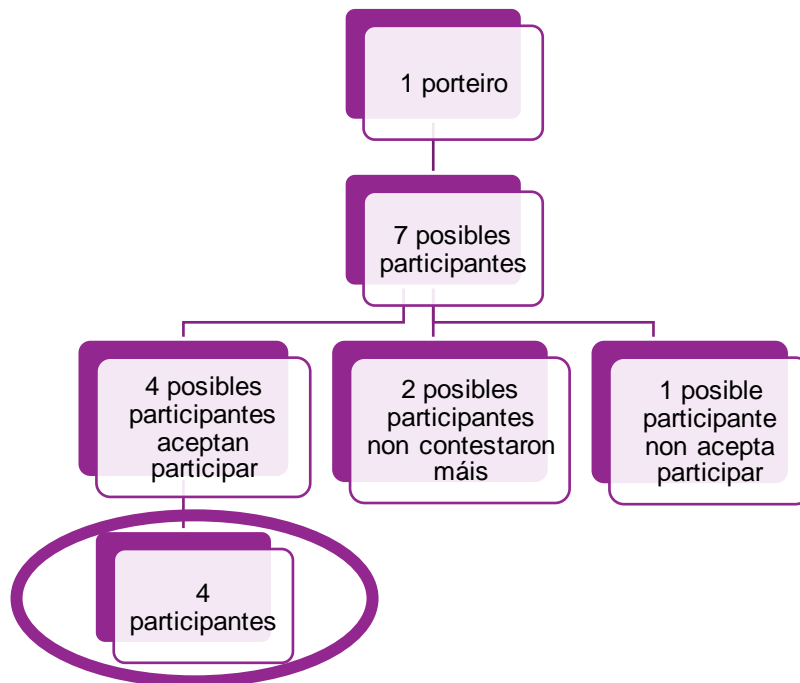 1 porteiro
7 posibles
participantes
4 posibles
participantes
aceptan
participar
2 posibles
participantes
non contestaron
máis
1 posible
participante
non acepta
participar
4
participantes